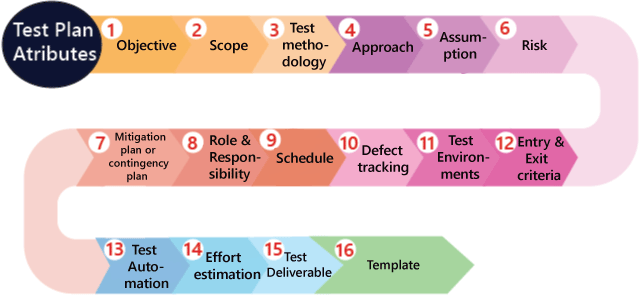 Test Plan
Atributes
1
Objective
2
Scope
3
Test
metho-
dology
4
Approach
5
Assum-
ption
6
Risk
7
Mitigation
plan or
contingency
plan
8
Role &
Respon-
sibility
9
Schedule
10
Defect
tracking
11
Test
Environ-
ments
12
Entry &
Exit
criteria
13
Test
Auto-
mation
14
Effort
estimation
15
Test
Deliverable
16
Template